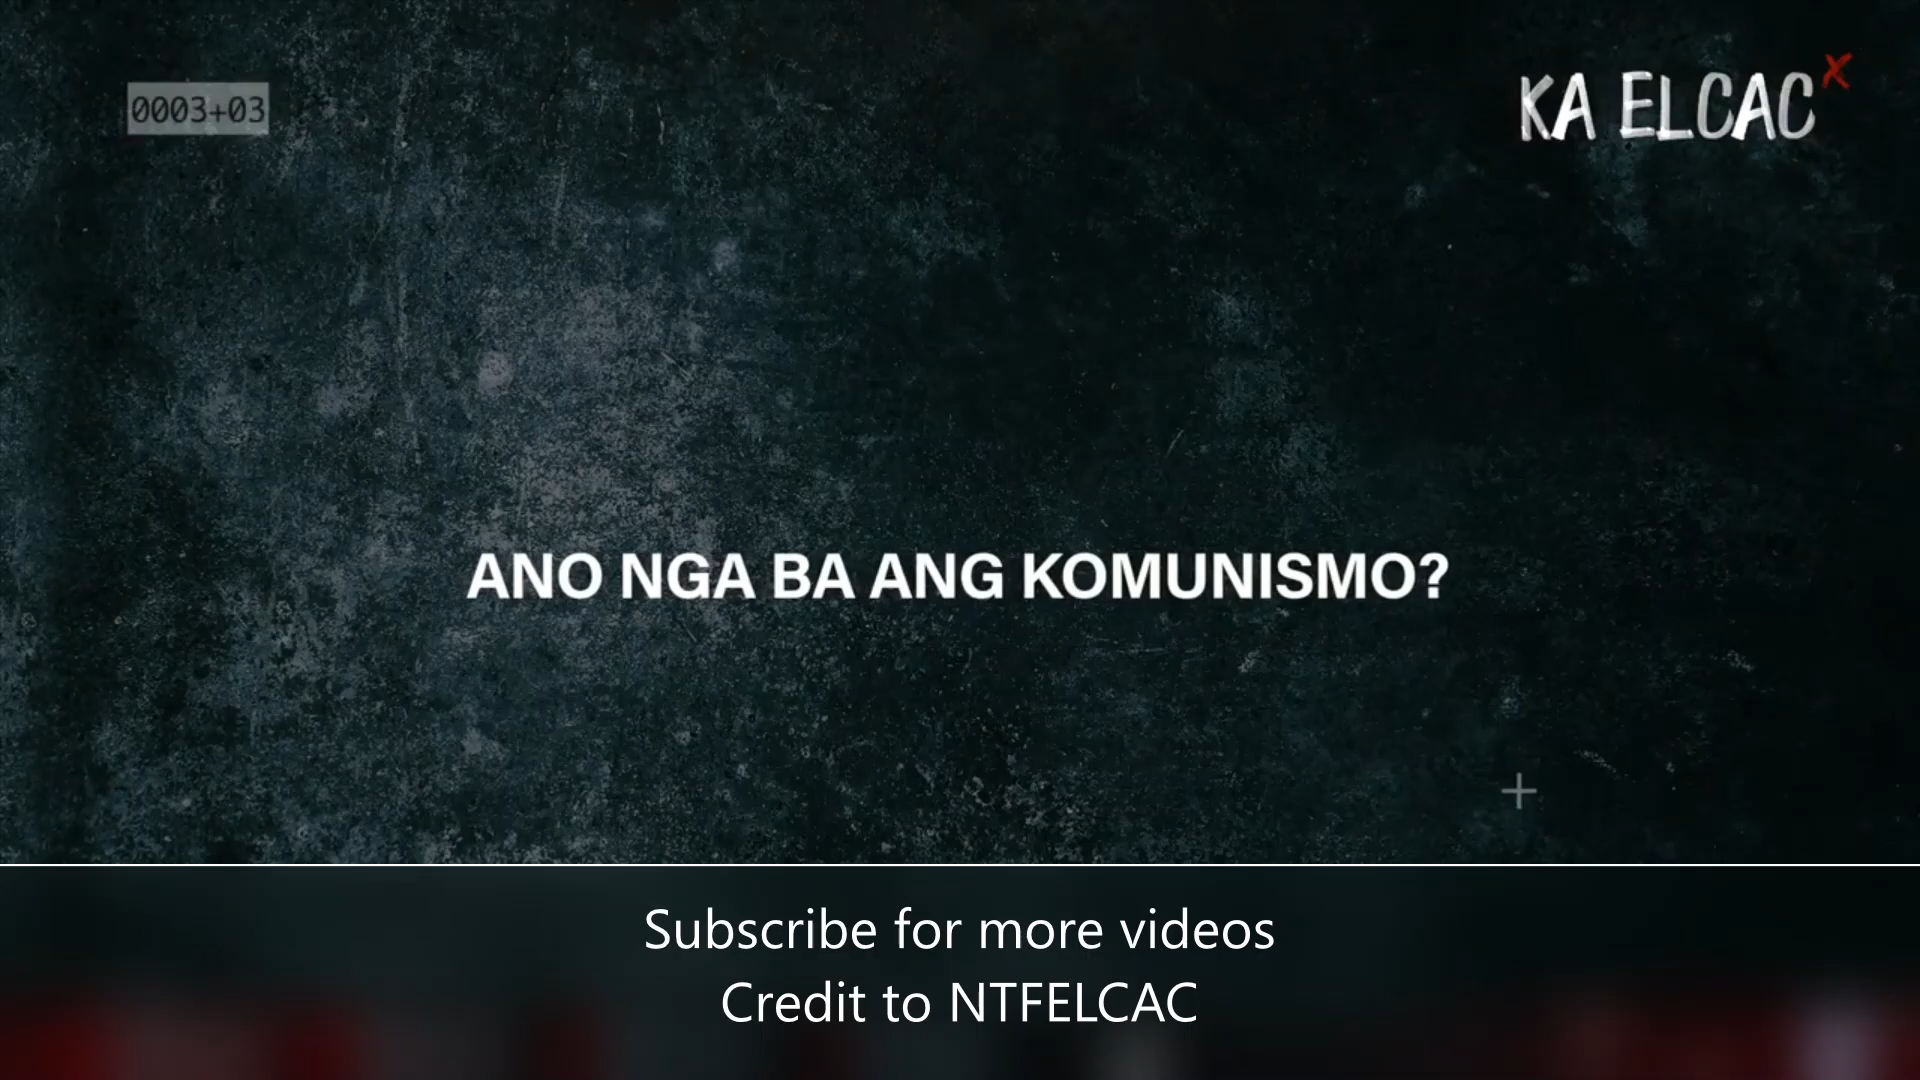 0003+03
KA ELCAC X
ANO NGA BA ANG KOMUNISMO?
Subscribe for more videos
Credit to NTFELCAC